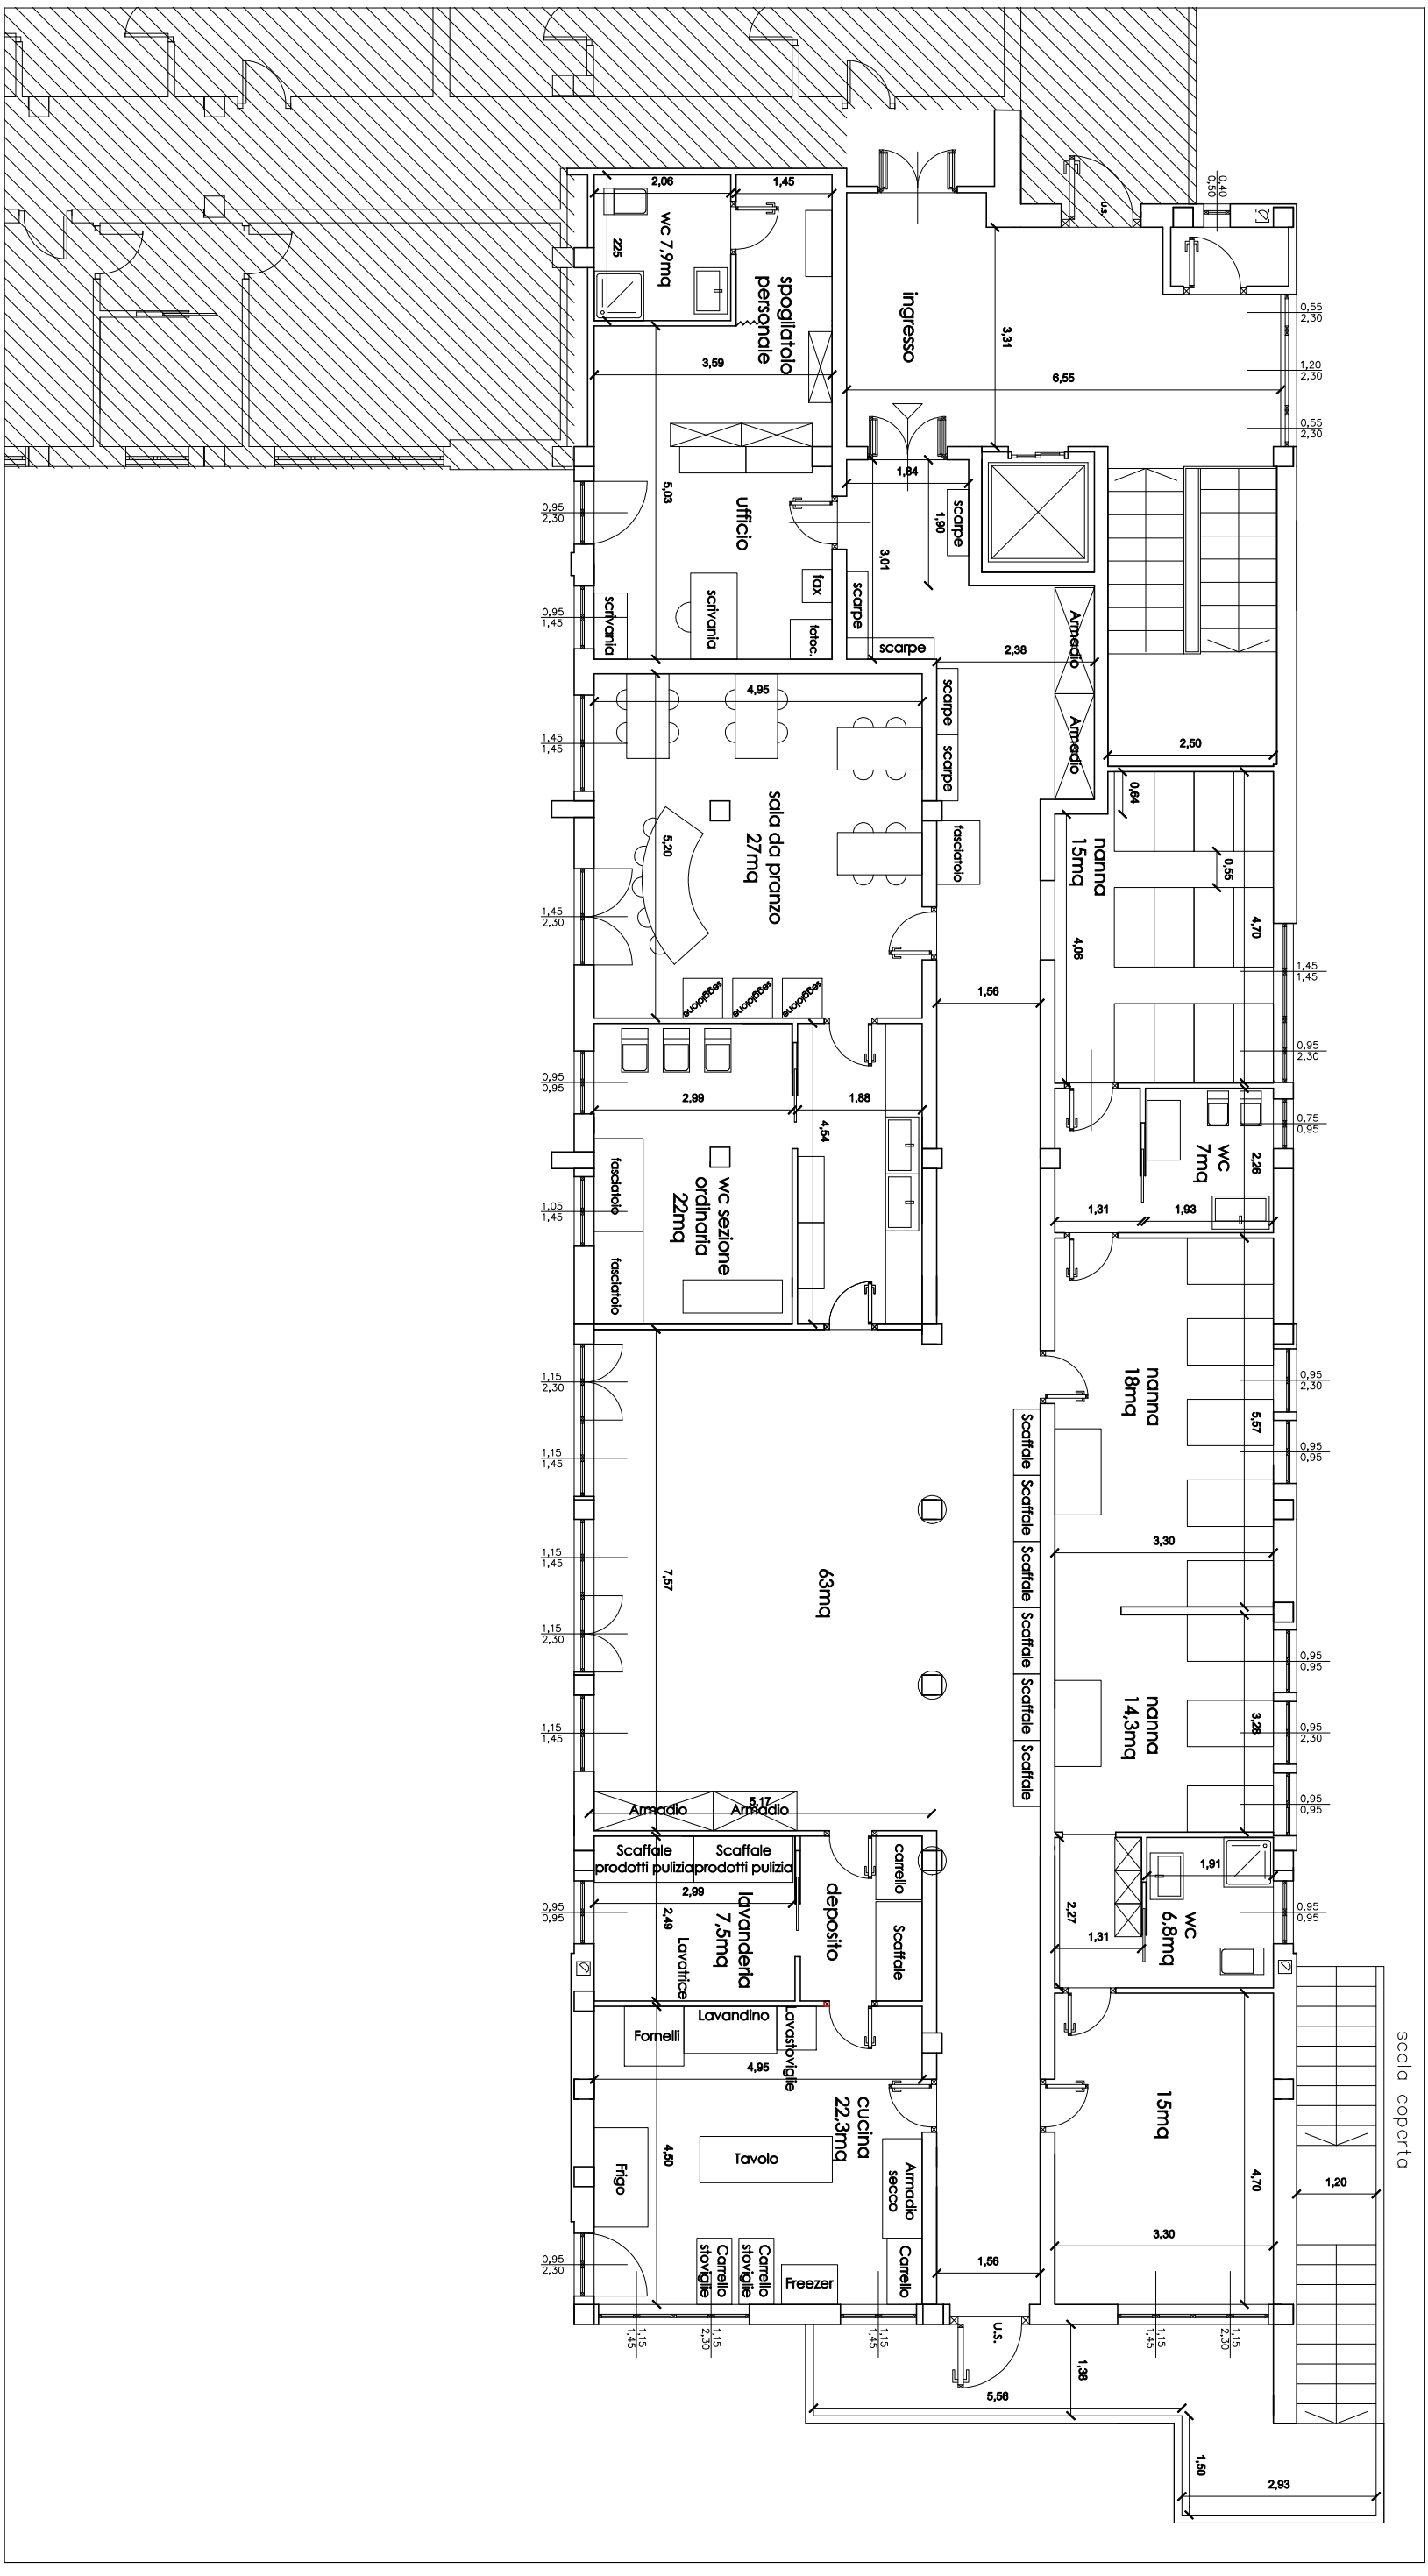 2,06
1,45
wc 7,9mq
225
spogliatoio
personale
ingresso
3,31
u.s.
0,40
0,50
0,55
2,30
1,20
2,30
0,55
2,30
3,59
6,55
1,84
5,03
ufficio
0,95
2,30
scarpe
1,90
3,01
scrivania
scrivania
fax
fotoc.
scarpe
scarpe
0,95
1,45
2,38
Armadio
Armadio
scarpe
scarpe
4,95
1,45
1,45
2,50
0,64
sala da pranzo
27mq
5,20
fasciatoio
nanna
15mq
0,55
4,70
4,06
1,45
2,30
1,45
1,45
1,56
seggiolone
seggiolone
seggiolone
0,95
2,30
0,95
0,95
2,99
1,88
4,54
0,75
0,95
wc
7mq
2,26
1,31
1,93
fasciatoio
fasciatoio
wc sezione
ordinaria
22mq
1,05
1,45
1,15
2,30
1,15
1,45
nanna
18mq
5,57
0,95
2,30
0,95
0,95
Scaffale
Scaffale
Scaffale
Scaffale
Scaffale
Scaffale
3,30
1,15
1,45
63mq
7,57
1,15
2,30
0,95
0,95
nanna
14,3mq
3,28
0,95
2,30
1,15
1,45
0,95
0,95
5,17
Armadio
Armadio
Scaffale
prodotti pulizia
Scaffale
prodotti pulizia
carrello
deposito
Scaffale
2,99
2,49
lavanderia
7,5mq
Lavatrice
0,95
0,95
1,91
2,27
1,31
wc
6,8mq
0,95
0,95
Fornelli
Lavandino
Lavastoviglie
4,95
cucina
22,3mq
Tavolo
4,50
Frigo
Armadio
secco
Carrello
stoviglie
Carrello
stoviglie
Freezer
Carrello
0,95
2,30
15mq
4,70
3,30
1,56
scala coperta
1,20
1,15
1,45
1,15
2,30
1,15
1,45
u.s.
1,15
1,45
1,15
2,30
1,38
5,56
1,50
2,93